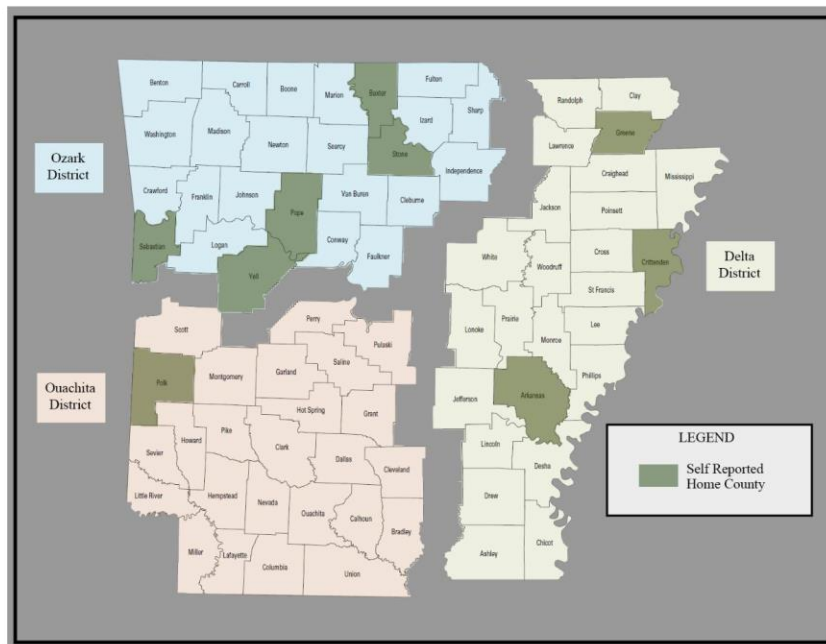 Benton
Carroll
Boone
Marion
Baxter
Fulton
Sharp
Izard
Washington
Madison
Newton
Searcy
Stone
Independence
Crawford
Franklin
Johnson
Pope
Van Buren
Cleburne
Sebastian
Logan
Yell
Conway
Faulkner
Ozark
District
Randolph
Clay
Greene
Lawrence
Craighead
Mississippi
Jackson
Poinsett
White
Woodruff
Cross
Crittenden
St Francis
Lonoke
Prairie
Monroe
Lee
Phillips
Jefferson
Arkansas
Lincoln
Desha
Drew
Ashley
Chicot
Delta
District
Scott
Perry
Pulaski
Saline
Polk
Montgomery
Garland
Hot Spring
Grant
Ouachita
District
Sevier
Howard
Pike
Clark
Dallas
Cleveland
Little River
Hempstead
Nevada
Ouachita
Calhoun
Bradley
Miller
Lafayette
Columbia
Union
LEGEND
Self Reported
Home County